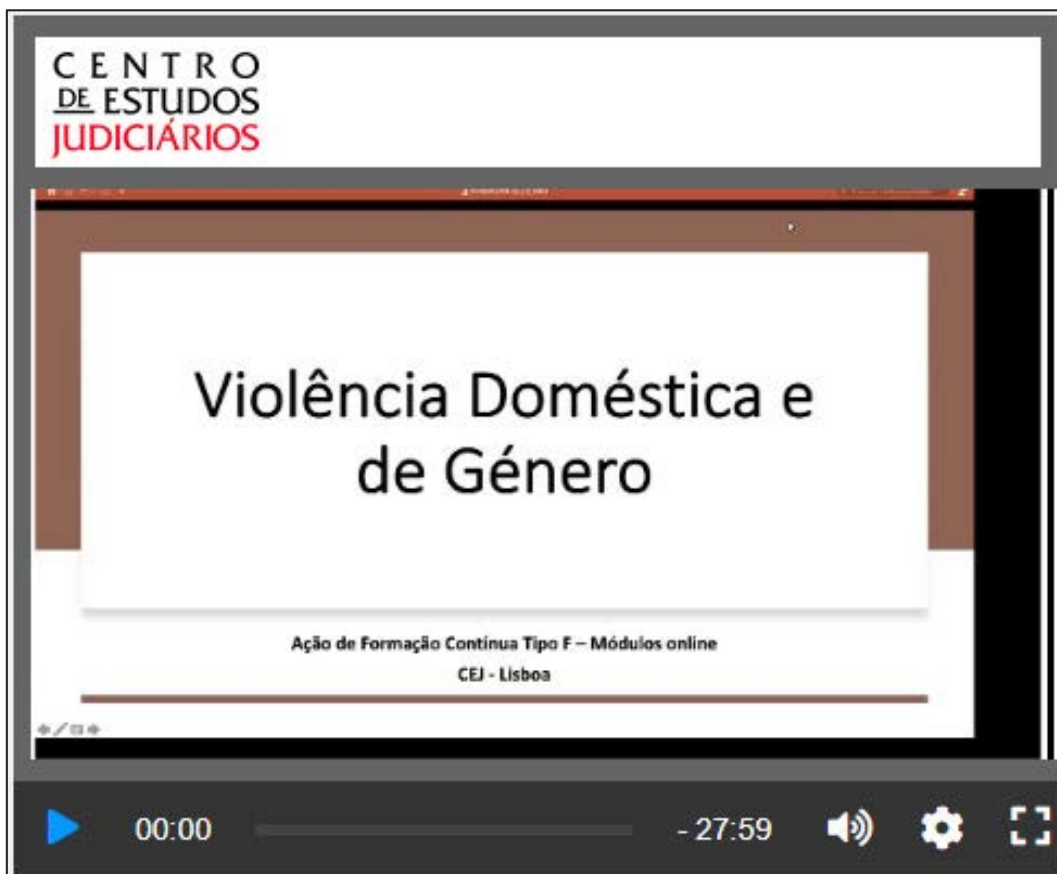 CENTRO
DE ESTUDOS
JUDICIÁRIOS
Violência Doméstica e
de Género
Ação de Formação Contínua Tipo F – Módulos online
CEJ - Lisboa
00:00
- 27:59